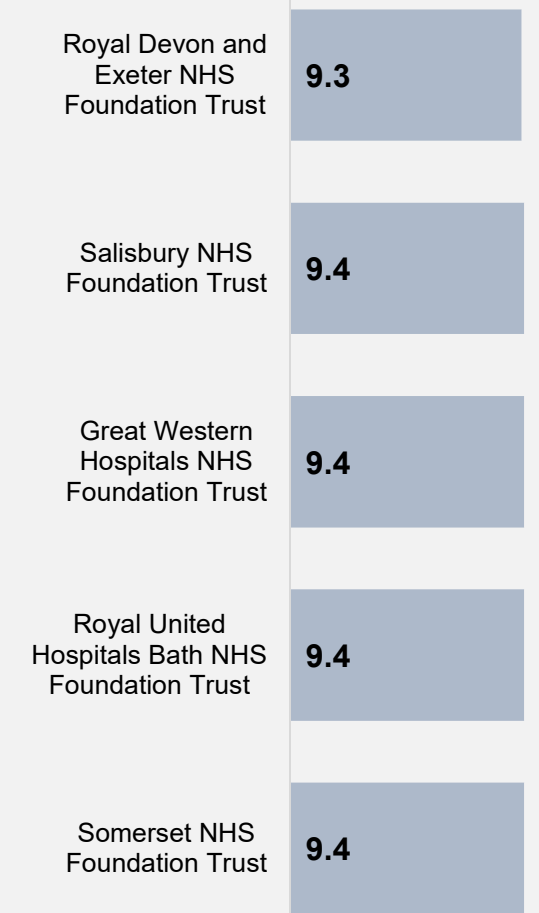 Royal Devon and
Exeter NHS
Foundation Trust
9.3
Salisbury NHS
Foundation Trust
9.4
Great Western
Hospitals NHS
Foundation Trust
9.4
Royal United
Hospitals Bath NHS
Foundation Trust
9.4
Somerset NHS
Foundation Trust
9.4